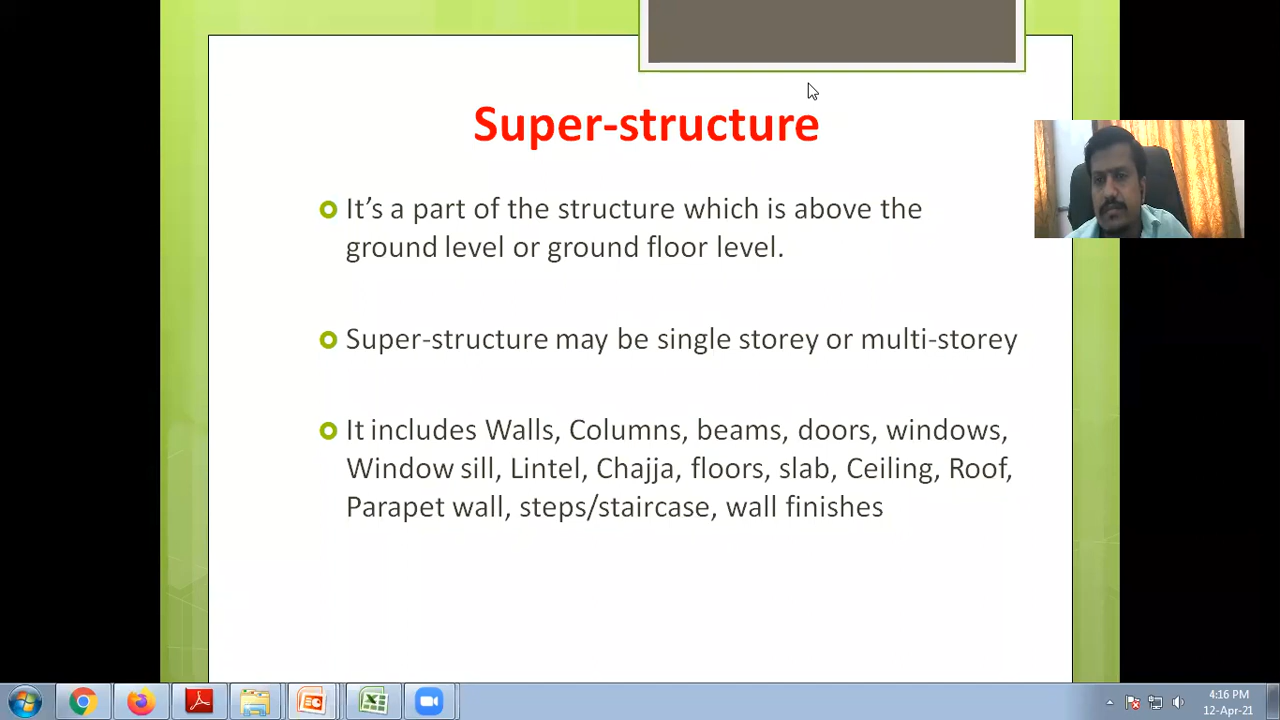 Super-structure
It's a part of the structure which is above the
ground level or ground floor level.
Super-structure may be single storey or multi-storey
It includes Walls, Columns, beams, doors, windows,
Window sill, Lintel, Chajja, floors, slab, Ceiling, Roof,
Parapet wall, steps/staircase, wall finishes
4:16 PM
12-Apr-21